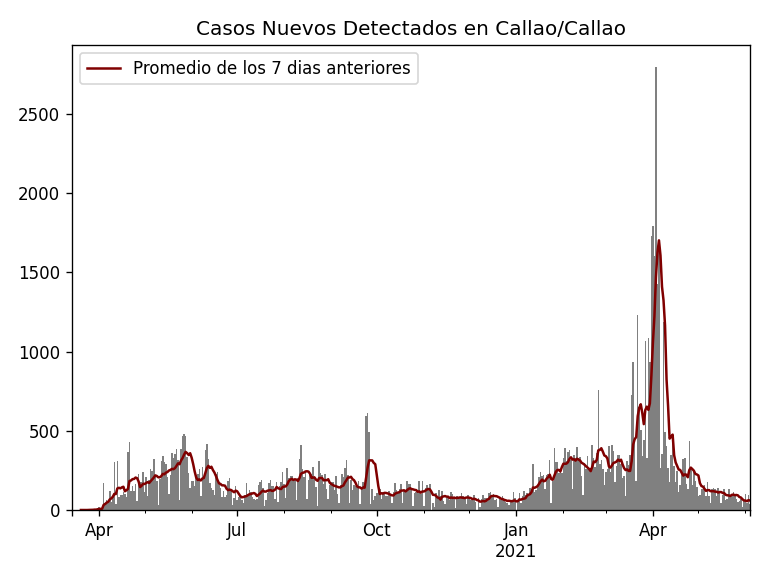 Casos Nuevos Detectados en Callao/Callao
Promedio de los 7 dias anteriores
2500
2000
1500
1000
500
0
Apr Jul Oct Jan Apr
2021